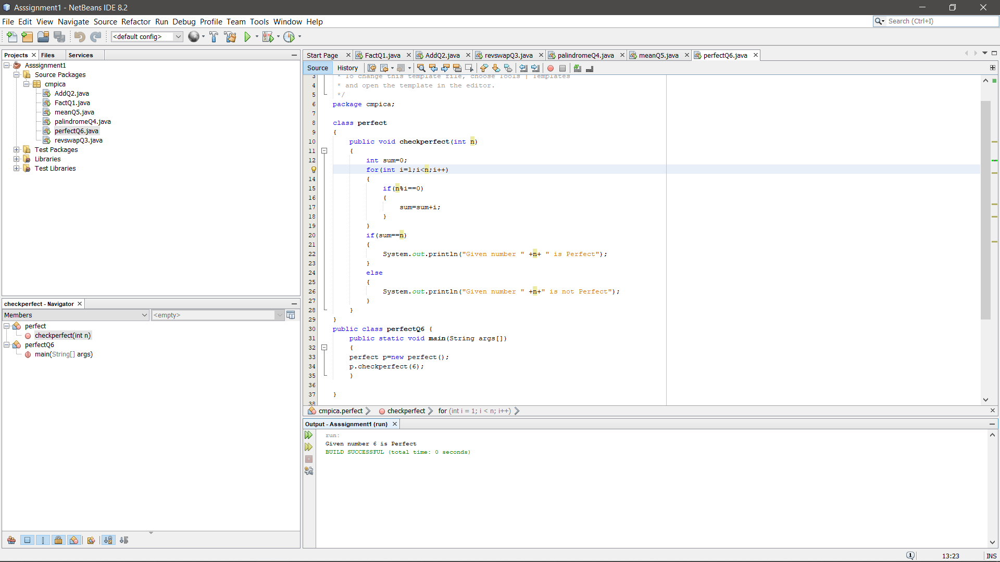 Asssignment1 - NetBeans IDE 8.2
File Edit View Navigate Source Refactor Run Debug Profile Team Tools Window Help
Search (Ctrl+I)
<default config>
Projects Files Services
Asssignment1
Source Packages
cmpica
AddQ2.java
FactQ1.java
meanQ5.java
palindromeQ4.java
perfectQ6.java
revswapQ3.java
Test Packages
Libraries
Test Libraries
checkperfect - Navigator
Members <empty>
perfect
checkperfect(int n)
perfectQ6
main(String[] args)
Start Page FactQ1.java AddQ2.java revswapQ3.java palindromeQ4.java meanQ5.java perfectQ6.java
Source History
3 * To change this template file, choose Tools | Templates
4 * and open the template in the editor.
5 */
6 package cmpica;
7
8 class perfect
9 {
10 public void checkperfect(int n)
11 {
12 int sum=0;
for(int i=1;i<n;i++)
14 {
15 if(n%i==0)
16 {
17 sum=sum+i;
18 }
19 }
20 if(sum==n)
21 {
22 System.out.println("Given number " +n+ " is Perfect");
23 }
24 else
25 {
26 System.out.println("Given number " +n+" is not Perfect");
27 }
28 }
29 }
30 public class perfectQ6 {
31 public static void main(String args[])
32 {
33 perfect p=new perfect();
34 p.checkperfect(6);
35 }
36
37 }
38
cmpica.perfect checkperfect for (int i = 1; i < n; i++)
Output - Asssignment1 (run)
run:
Given number 6 is Perfect
BUILD SUCCESSFUL (total time: 0 seconds)
1 13:23 INS